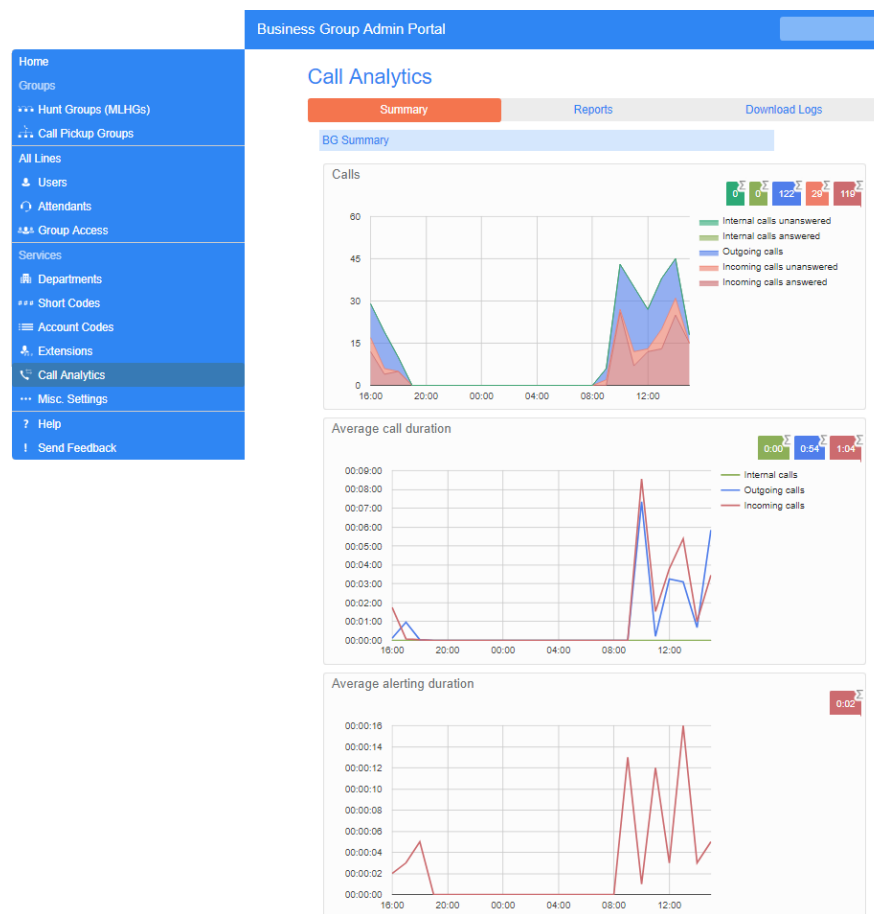 Business Group Admin Portal
Home
Groups
Hunt Groups (MLHGs)
Call Pickup Groups
All Lines
Users
Attendants
Group Access
Services
Departments
Short Codes
Account Codes
Extensions
Call Analytics
Misc. Settings
? Help
! Send Feedback
Call Analytics
Summary Reports Download Logs
BG Summary
Calls
0 Σ 0 Σ 122 Σ 29 Σ 119 Σ
60
45
30
15
0
16:00 20:00 00:00 04:00 08:00 12:00
Internal calls unanswered
Internal calls answered
Outgoing calls
Incoming calls unanswered
Incoming calls answered
Average call duration
0:00 Σ 0:54 Σ 1:04 Σ
00:09:00
00:08:00
00:07:00
00:06:00
00:05:00
00:04:00
00:03:00
00:02:00
00:01:00
00:00:00
16:00 20:00 00:00 04:00 08:00 12:00
Internal calls
Outgoing calls
Incoming calls
Average alerting duration
0:02 Σ
00:00:16
00:00:14
00:00:12
00:00:10
00:00:08
00:00:06
00:00:04
00:00:02
00:00:00
16:00 20:00 00:00 04:00 08:00 12:00